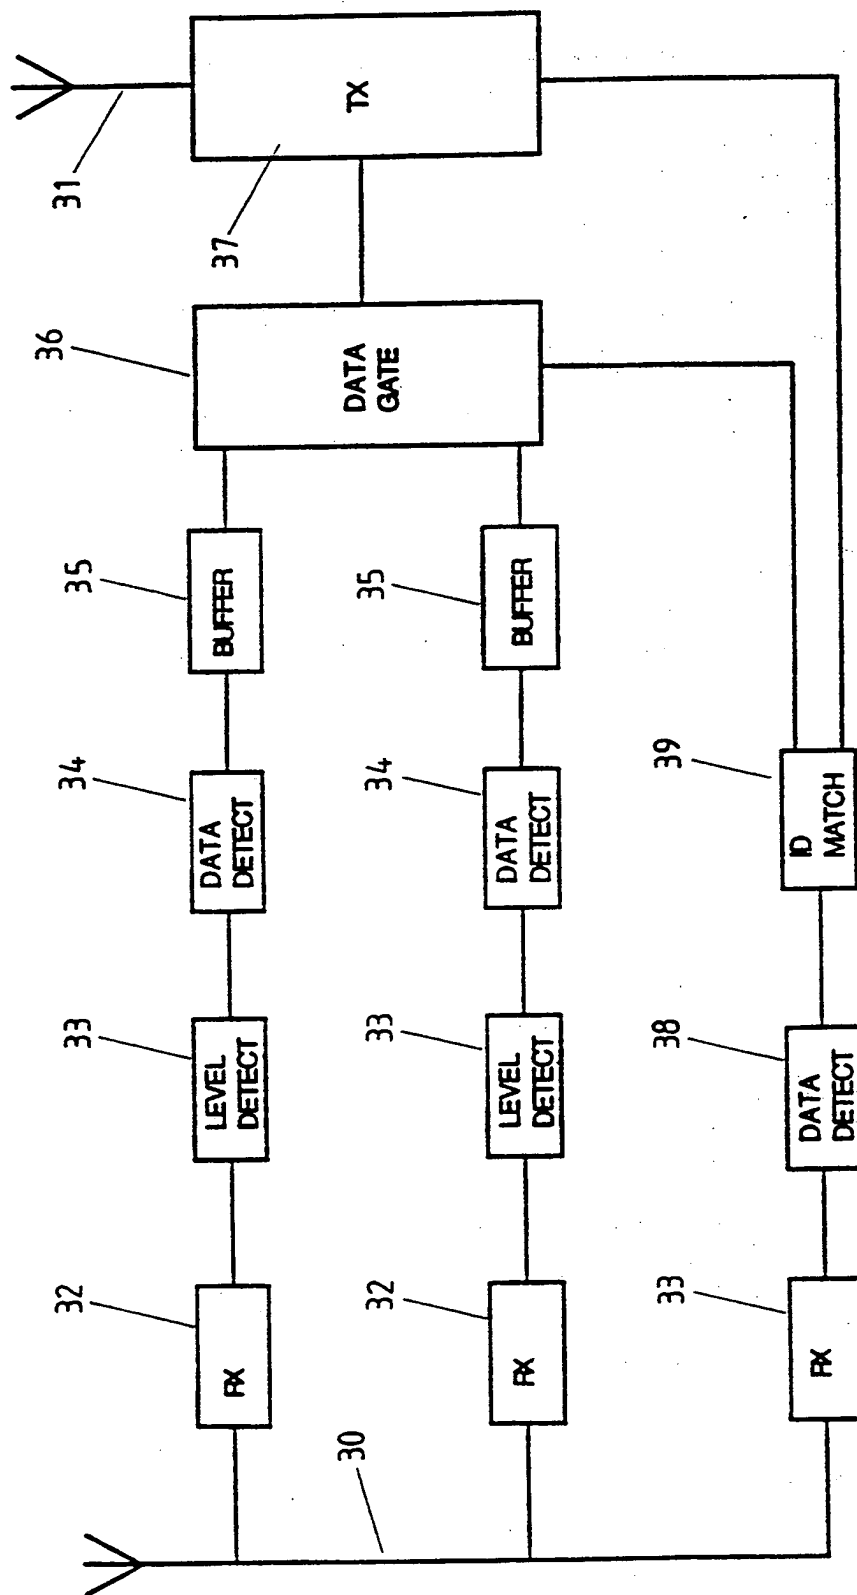 30
32
RX
33
LEVEL
DETECT
34
DATA
DETECT
35
BUFFER
36
DATA
GATE
37
TX
31
32
RX
33
LEVEL
DETECT
34
DATA
DETECT
35
BUFFER
33
RX
38
DATA
DETECT
39
ID
MATCH